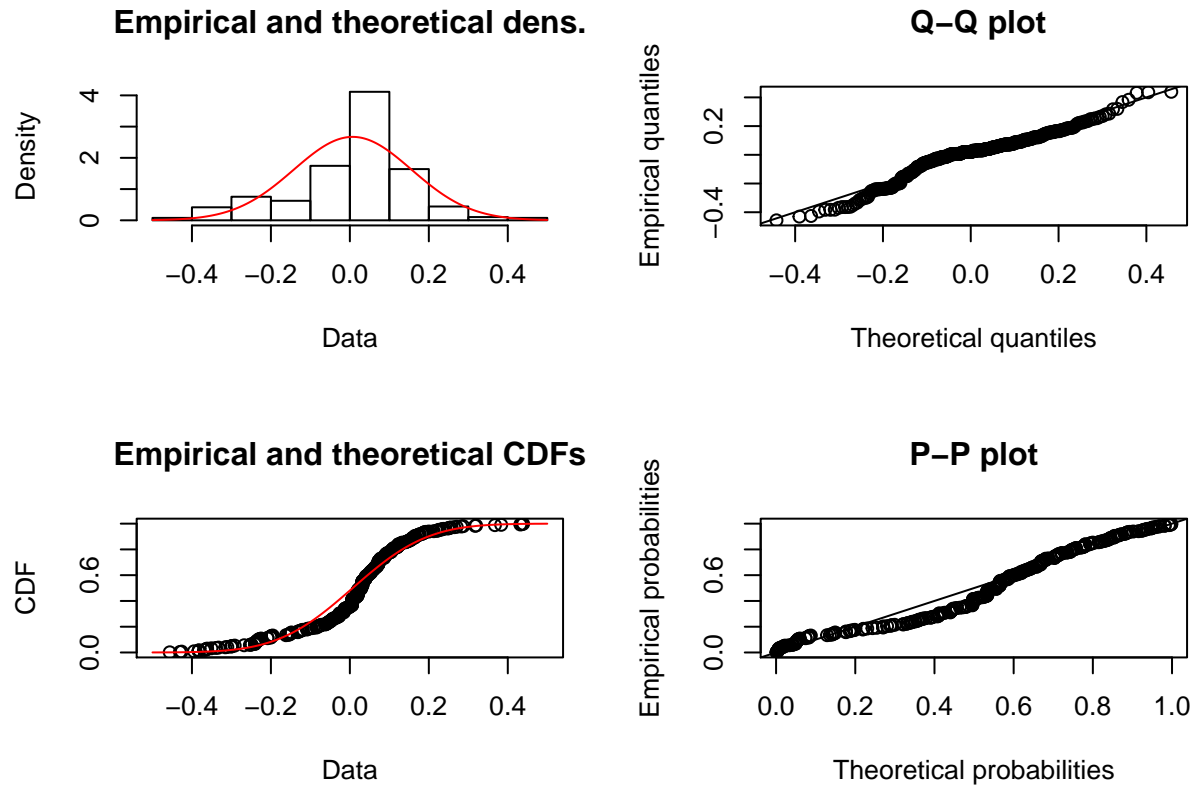 Empirical and theoretical dens.
Density
0 2 4
−0.4 −0.2 0.0 0.2 0.4
Data
Q−Q plot
Empirical quantiles
−0.4 0.2
−0.4 −0.2 0.0 0.2 0.4
Theoretical quantiles
Empirical and theoretical CDFs
CDF
0.0 0.6
−0.4 −0.2 0.0 0.2 0.4
Data
P−P plot
Empirical probabilities
0.0 0.6
0.0 0.2 0.4 0.6 0.8 1.0
Theoretical probabilities